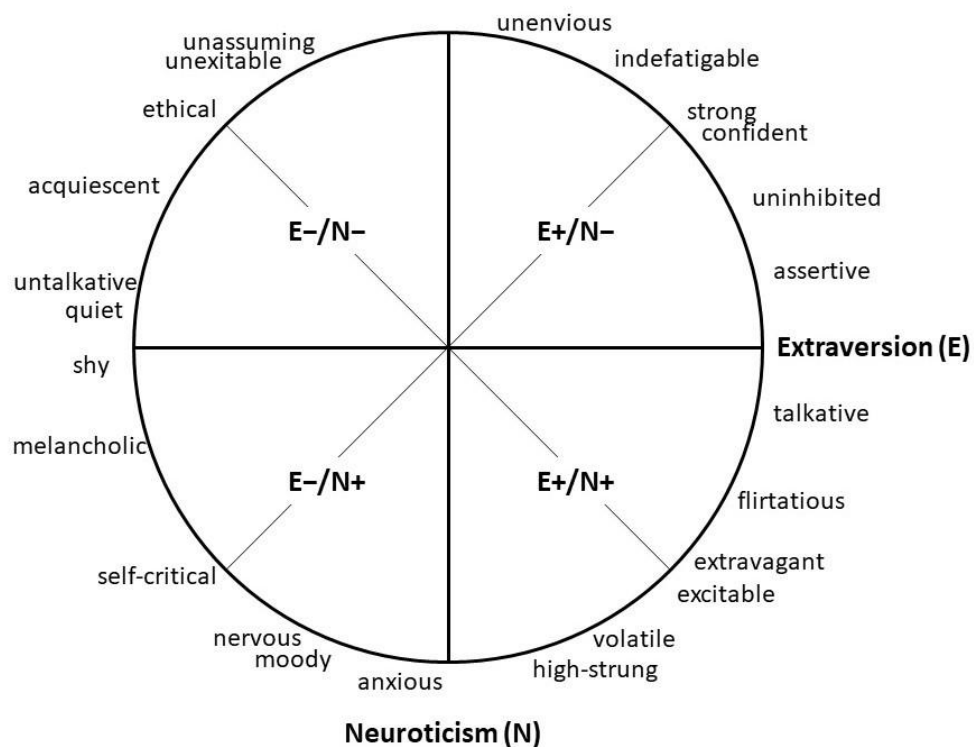 unenvious
unassuming
unexitable
indefatigable
ethical
strong
confident
acquiescent
uninhibited
E−/N−
E+/N−
assertive
untalkative
quiet
Extraversion (E)
shy
talkative
melancholic
E−/N+
E+/N+
flirtatious
extravagant
self-critical
excitable
nervous
volatile
moody
high-strung
anxious
Neuroticism (N)